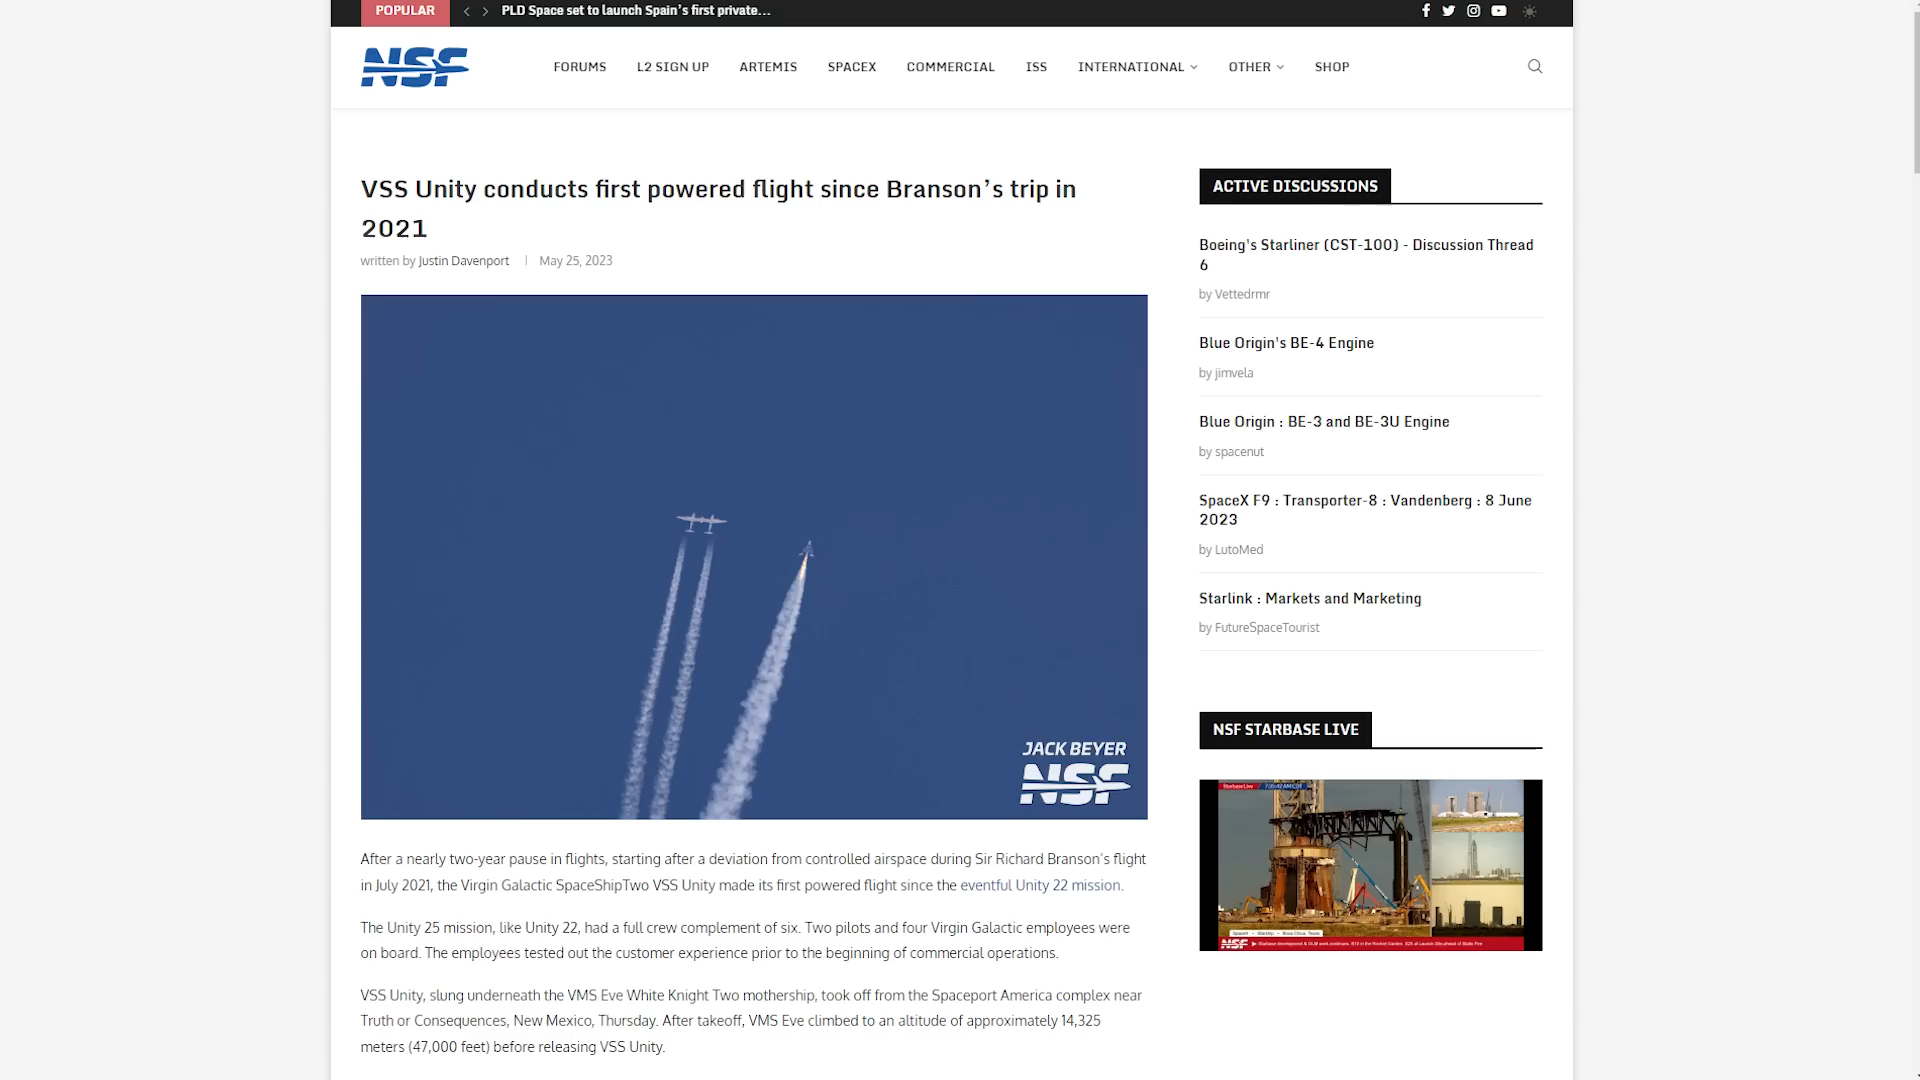 POPULAR
PLD Space set to launch Spain’s first private...
NSF
FORUMS
L2 SIGN UP
ARTEMIS
SPACEX
COMMERCIAL
ISS
INTERNATIONAL
OTHER
SHOP
VSS Unity conducts first powered flight since Branson’s trip in
2021
written by Justin Davenport
May 25, 2023
JACK BEYER
NSF
After a nearly two-year pause in flights, starting after a deviation from controlled airspace during Sir Richard Branson’s flight
in July 2021, the Virgin Galactic SpaceShipTwo VSS Unity made its first powered flight since the eventful Unity 22 mission.
The Unity 25 mission, like Unity 22, had a full crew complement of six. Two pilots and four Virgin Galactic employees were
on board. The employees tested out the customer experience prior to the beginning of commercial operations.
VSS Unity, slung underneath the VMS Eve White Knight Two mothership, took off from the Spaceport America complex near
Truth or Consequences, New Mexico, Thursday. After takeoff, VMS Eve climbed to an altitude of approximately 14,325
meters (47,000 feet) before releasing VSS Unity.
ACTIVE DISCUSSIONS
Boeing's Starliner (CST-100) - Discussion Thread
6
by Vettedrmr
Blue Origin's BE-4 Engine
by jimvela
Blue Origin : BE-3 and BE-3U Engine
by spacenut
SpaceX F9 : Transporter-8 : Vandenberg : 8 June
2023
by LutoMed
Starlink : Markets and Marketing
by FutureSpaceTourist
NSF STARBASE LIVE
Starbase Live
NSF